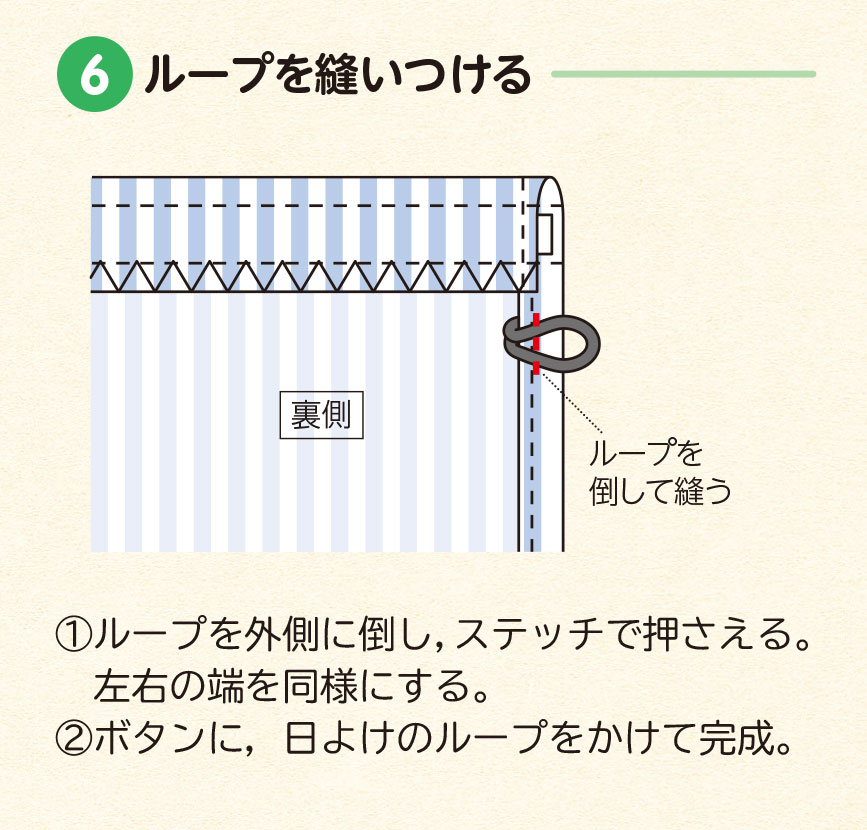 6 ループを縫いつける
裏側
ループを
倒して縫う
①ループを外側に倒し，ステッチで押さえる。
左右の端を同様にする。
②ボタンに，日よけのループをかけて完成。